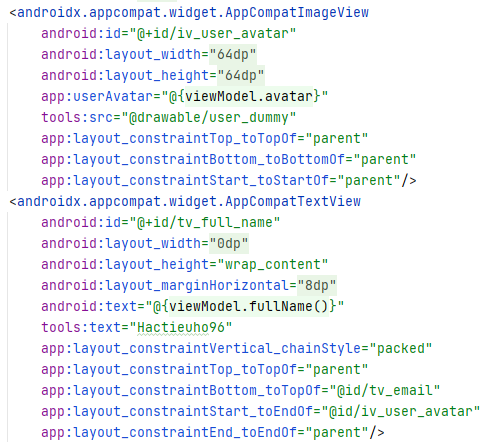 <androidx.appcompat.widget.AppCompatImageView
android:id="@+id/iv_user_avatar"
android:layout_width="64dp"
android:layout_height="64dp"
app:userAvatar="@{viewModel.avatar}"
tools:src="@drawable/user_dummy"
app:layout_constraintTop_toTopOf="parent"
app:layout_constraintBottom_toBottomOf="parent"
app:layout_constraintStart_toStartOf="parent"/>
<androidx.appcompat.widget.AppCompatTextView
android:id="@+id/tv_full_name"
android:layout_width="0dp"
android:layout_height="wrap_content"
android:layout_marginHorizontal="8dp"
android:text="@{viewModel.fullName()}"
tools:text="Hactieuho96"
app:layout_constraintVertical_chainStyle="packed"
app:layout_constraintTop_toTopOf="parent"
app:layout_constraintBottom_toTopOf="@id/tv_email"
app:layout_constraintStart_toEndOf="@id/iv_user_avatar"
app:layout_constraintEnd_toEndOf="parent"/>